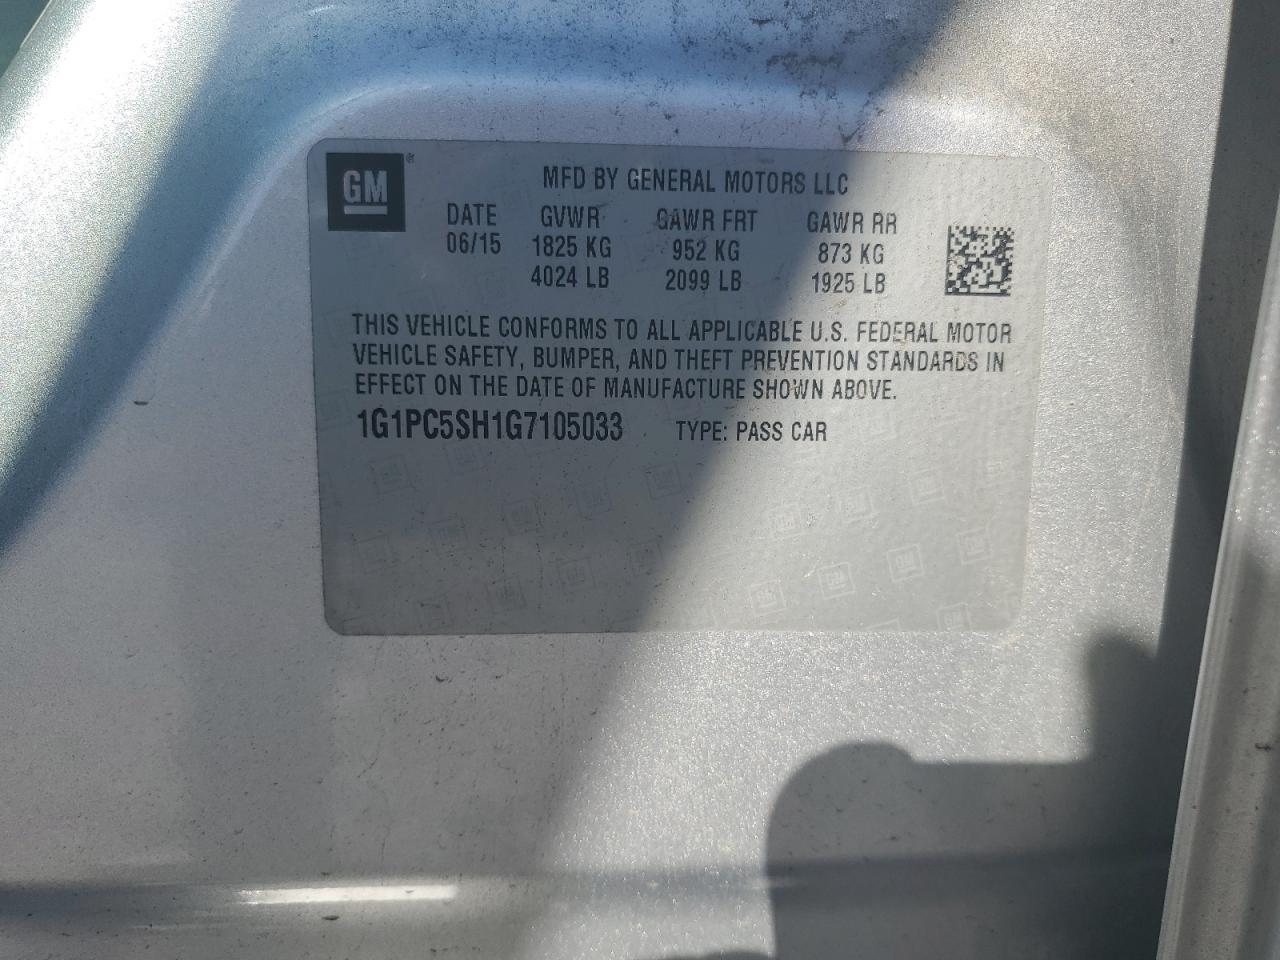 GM®
MFD BY GENERAL MOTORS LLC
DATE GVWR GAWR FRT GAWR RR
06/15 1825 KG 952 KG 873 KG
4024 LB 2099 LB 1925 LB
THIS VEHICLE CONFORMS TO ALL APPLICABLE U.S. FEDERAL MOTOR
VEHICLE SAFETY, BUMPER, AND THEFT PREVENTION STANDARDS IN
EFFECT ON THE DATE OF MANUFACTURE SHOWN ABOVE.
1G1PC5SH1G7105033 TYPE: PASS CAR